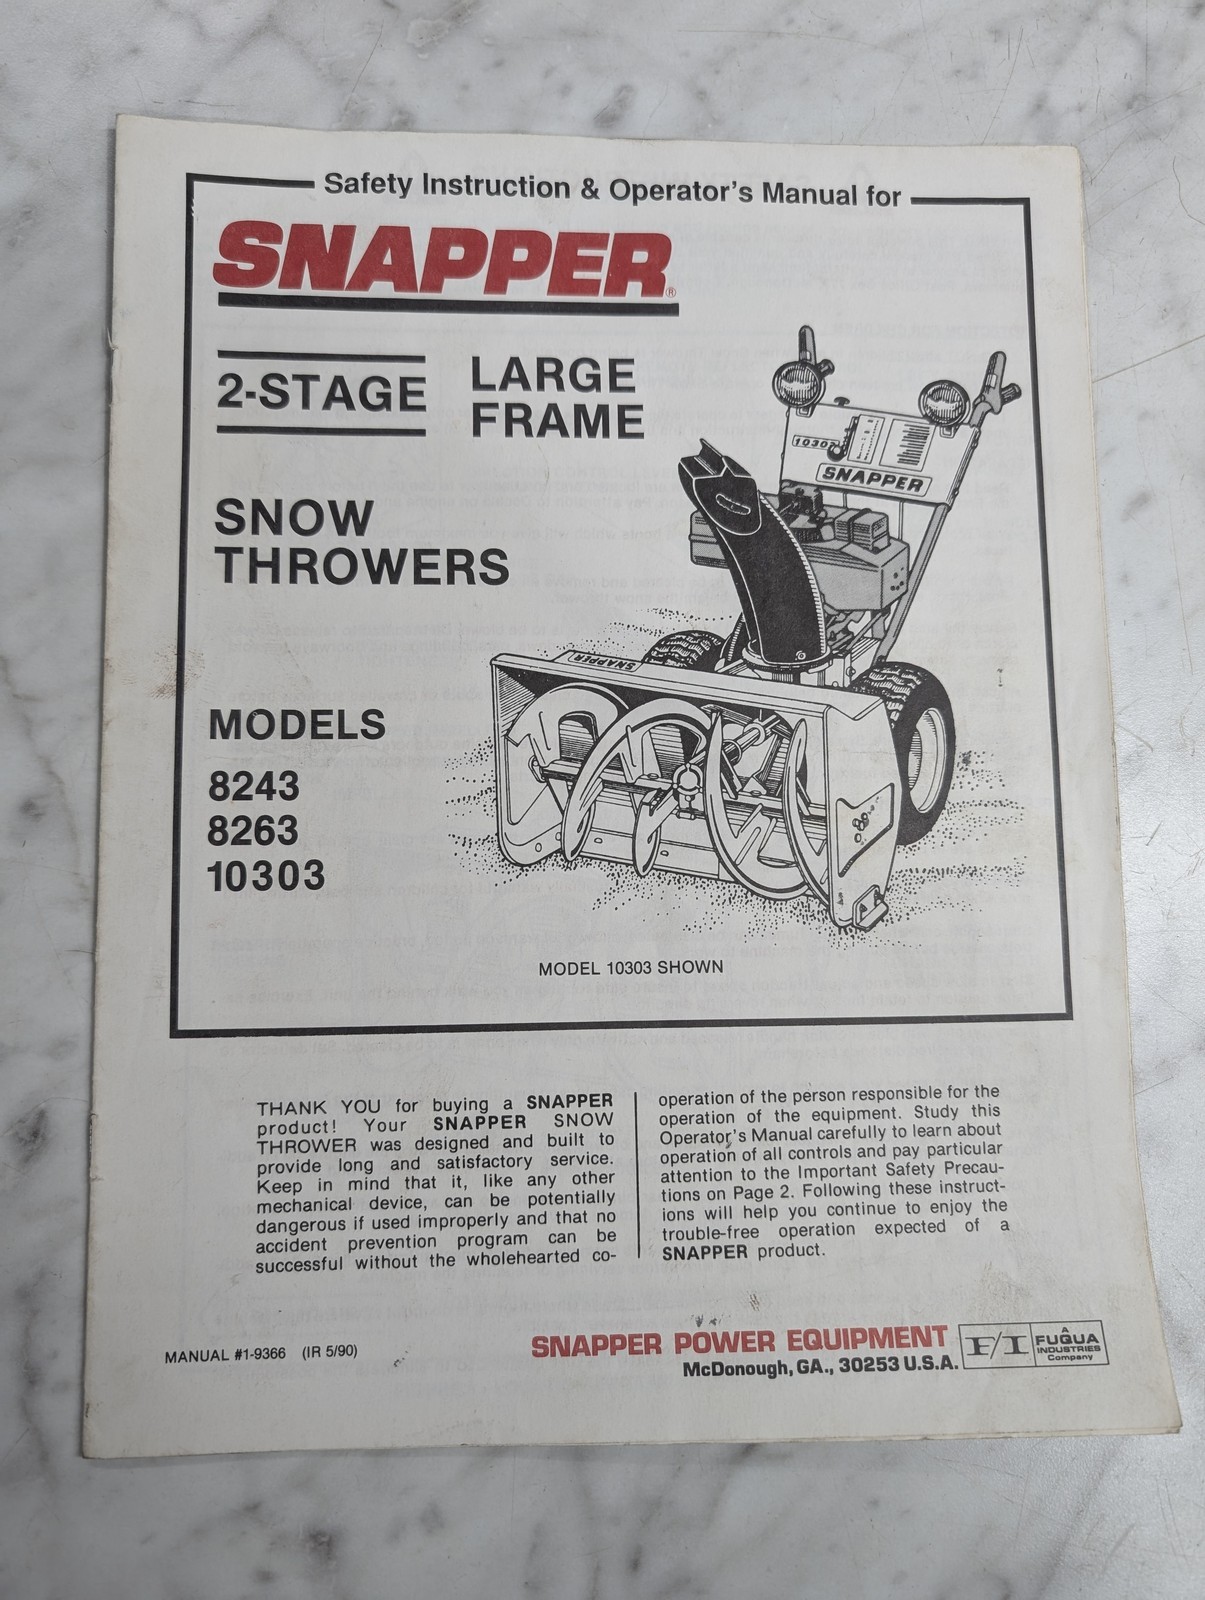 Safety Instruction & Operator's Manual for
SNAPPER®
2-STAGE
LARGE
FRAME
SNOW
THROWERS
MODELS
8243
8263
10303
10303
SNAPPER
SNAPPER
MODEL 10303 SHOWN
THANK YOU for buying a SNAPPER
product! Your SNAPPER SNOW
THROWER was designed and built to
provide long and satisfactory service.
Keep in mind that it, like any other
mechanical device, can be potentially
dangerous if used improperly and that no
accident prevention program can be
successful without the wholehearted co-
operation of the person responsible for the
operation of the equipment. Study this
Operator's Manual carefully to learn about
operation of all controls and pay particular
attention to the Important Safety Precau-
tions on Page 2. Following these instruct-
ions will help you continue to enjoy the
trouble-free operation expected of a
SNAPPER product.
MANUAL #1-9366 (IR 5/90)
SNAPPER POWER EQUIPMENT
McDonough, GA., 30253 U.S.A.
F/I
A
FUQUA
INDUSTRIES
Company